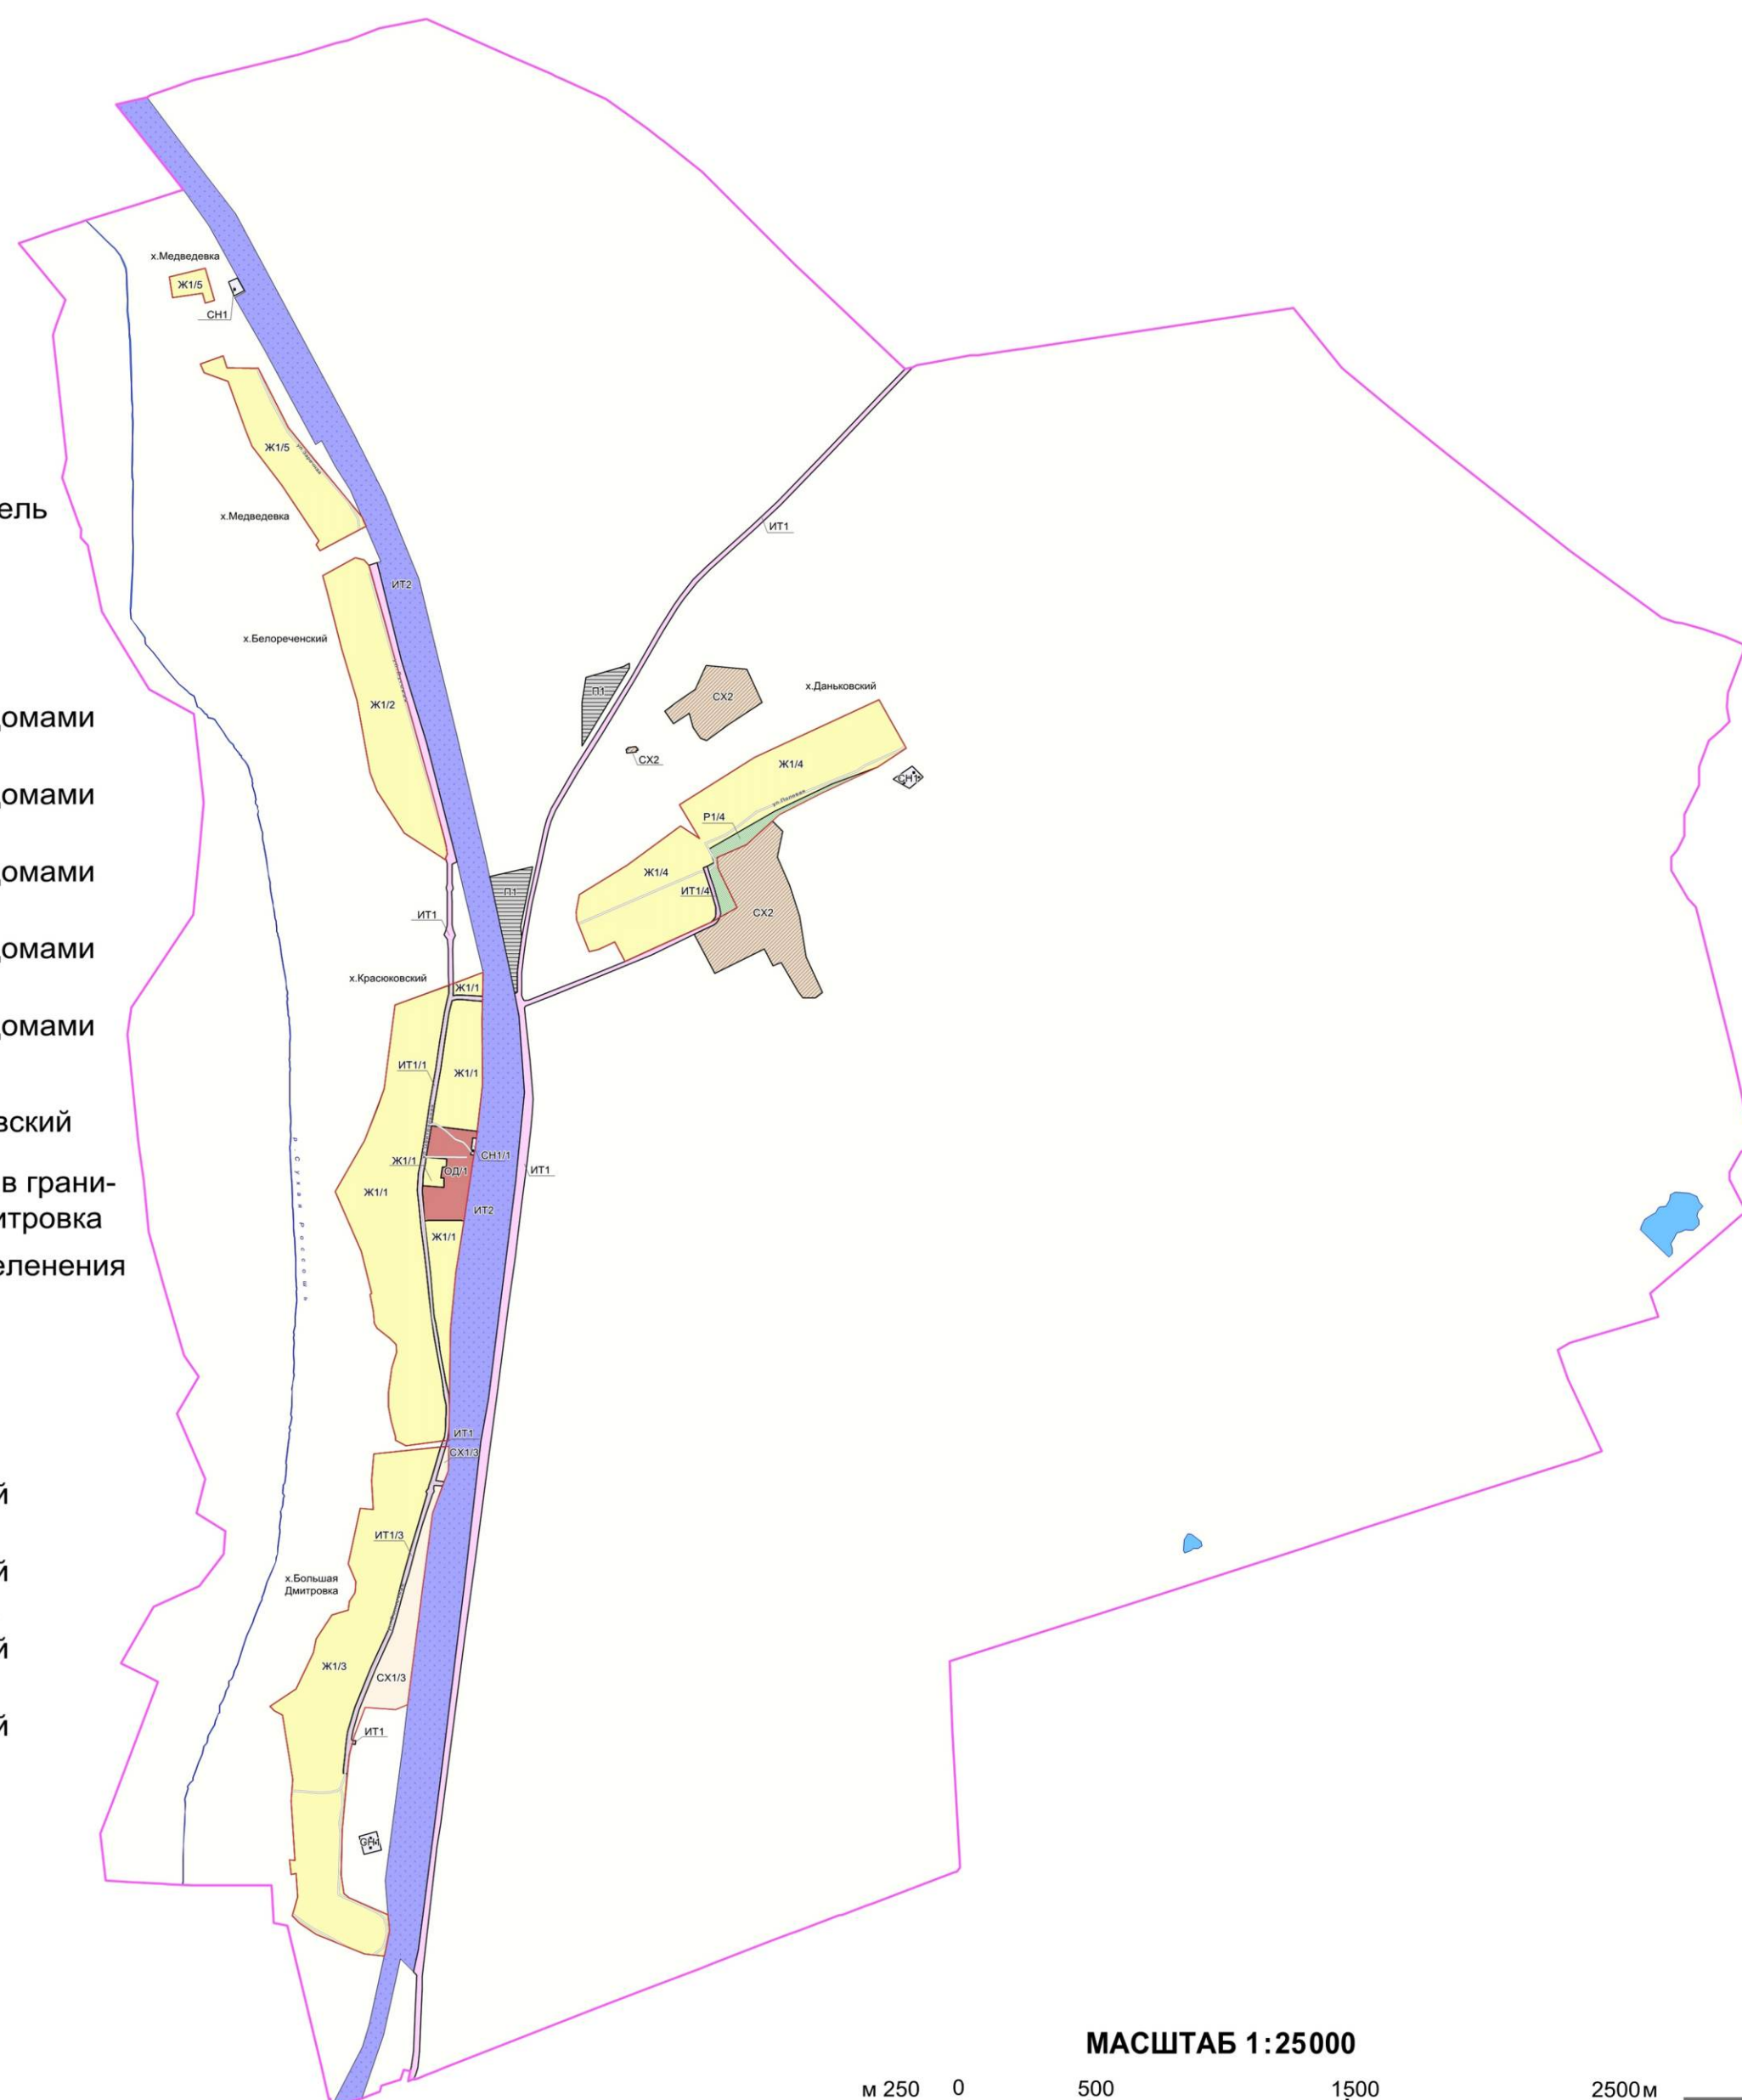 х.Медведевка
Ж1/5
СН1
Ж1/5
ель
х.Медведевка
ИТ1
ИТ2
х.Белореченский
П1
СХ2
х.Даньковский
домами
Ж1/2
СХ2
Ж1/4
СН1
домами
ул.Полевая
Р1/4
домами
Ж1/4
ИТ1/4
П1
СХ2
ИТ1
домами
х.Красюковский
Ж1/1
домами
ИТ1/1
Ж1/1
вский
СН1/1
Ж1/1
ОД/1
ИТ1
в грани-
Ж1/1
ИТ2
итровка
Ж1/1
еленения
р. Сухая Россошь
ИТ1
СХ1/3
й
ИТ1/3
й
х.Большая
Дмитровка
й
Ж1/3
СХ1/3
й
ИТ1
МАСШТАБ 1:25000
м 250 0 500 1500 2500м